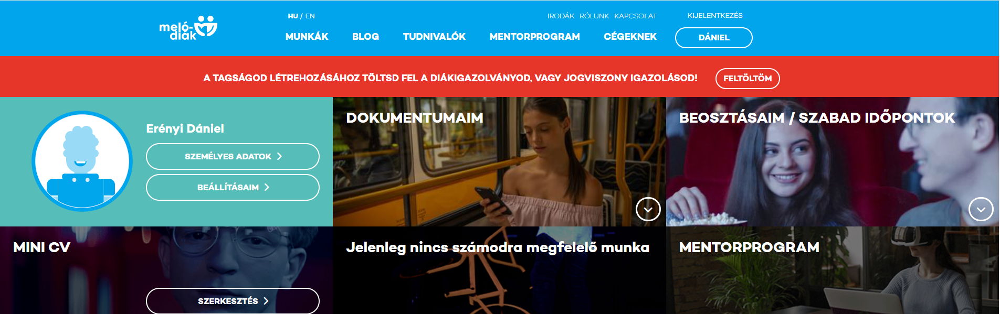 meló-
diák
HU / EN
IRODÁK RÓLUNK KAPCSOLAT
KIJELENTKEZÉS
MUNKÁK BLOG TUDNIVALÓK MENTORPROGRAM CÉGEKNEK
DÁNIEL
A TAGSÁGOD LÉTREHOZÁSÁHOZ TÖLTSD FEL A DIÁKIGAZOLVÁNYOD, VAGY JOGVISZONY IGAZOLÁSOD!
FELTÖLTÖM
Erényi Dániel
SZEMÉLYES ADATOK
BEÁLLÍTÁSAIM
DOKUMENTUMAIM
BEOSZTÁSAIM / SZABAD IDŐPONTOK
MINI CV
SZERKESZTÉS
Jelenleg nincs számodra megfelelő munka
MENTORPROGRAM